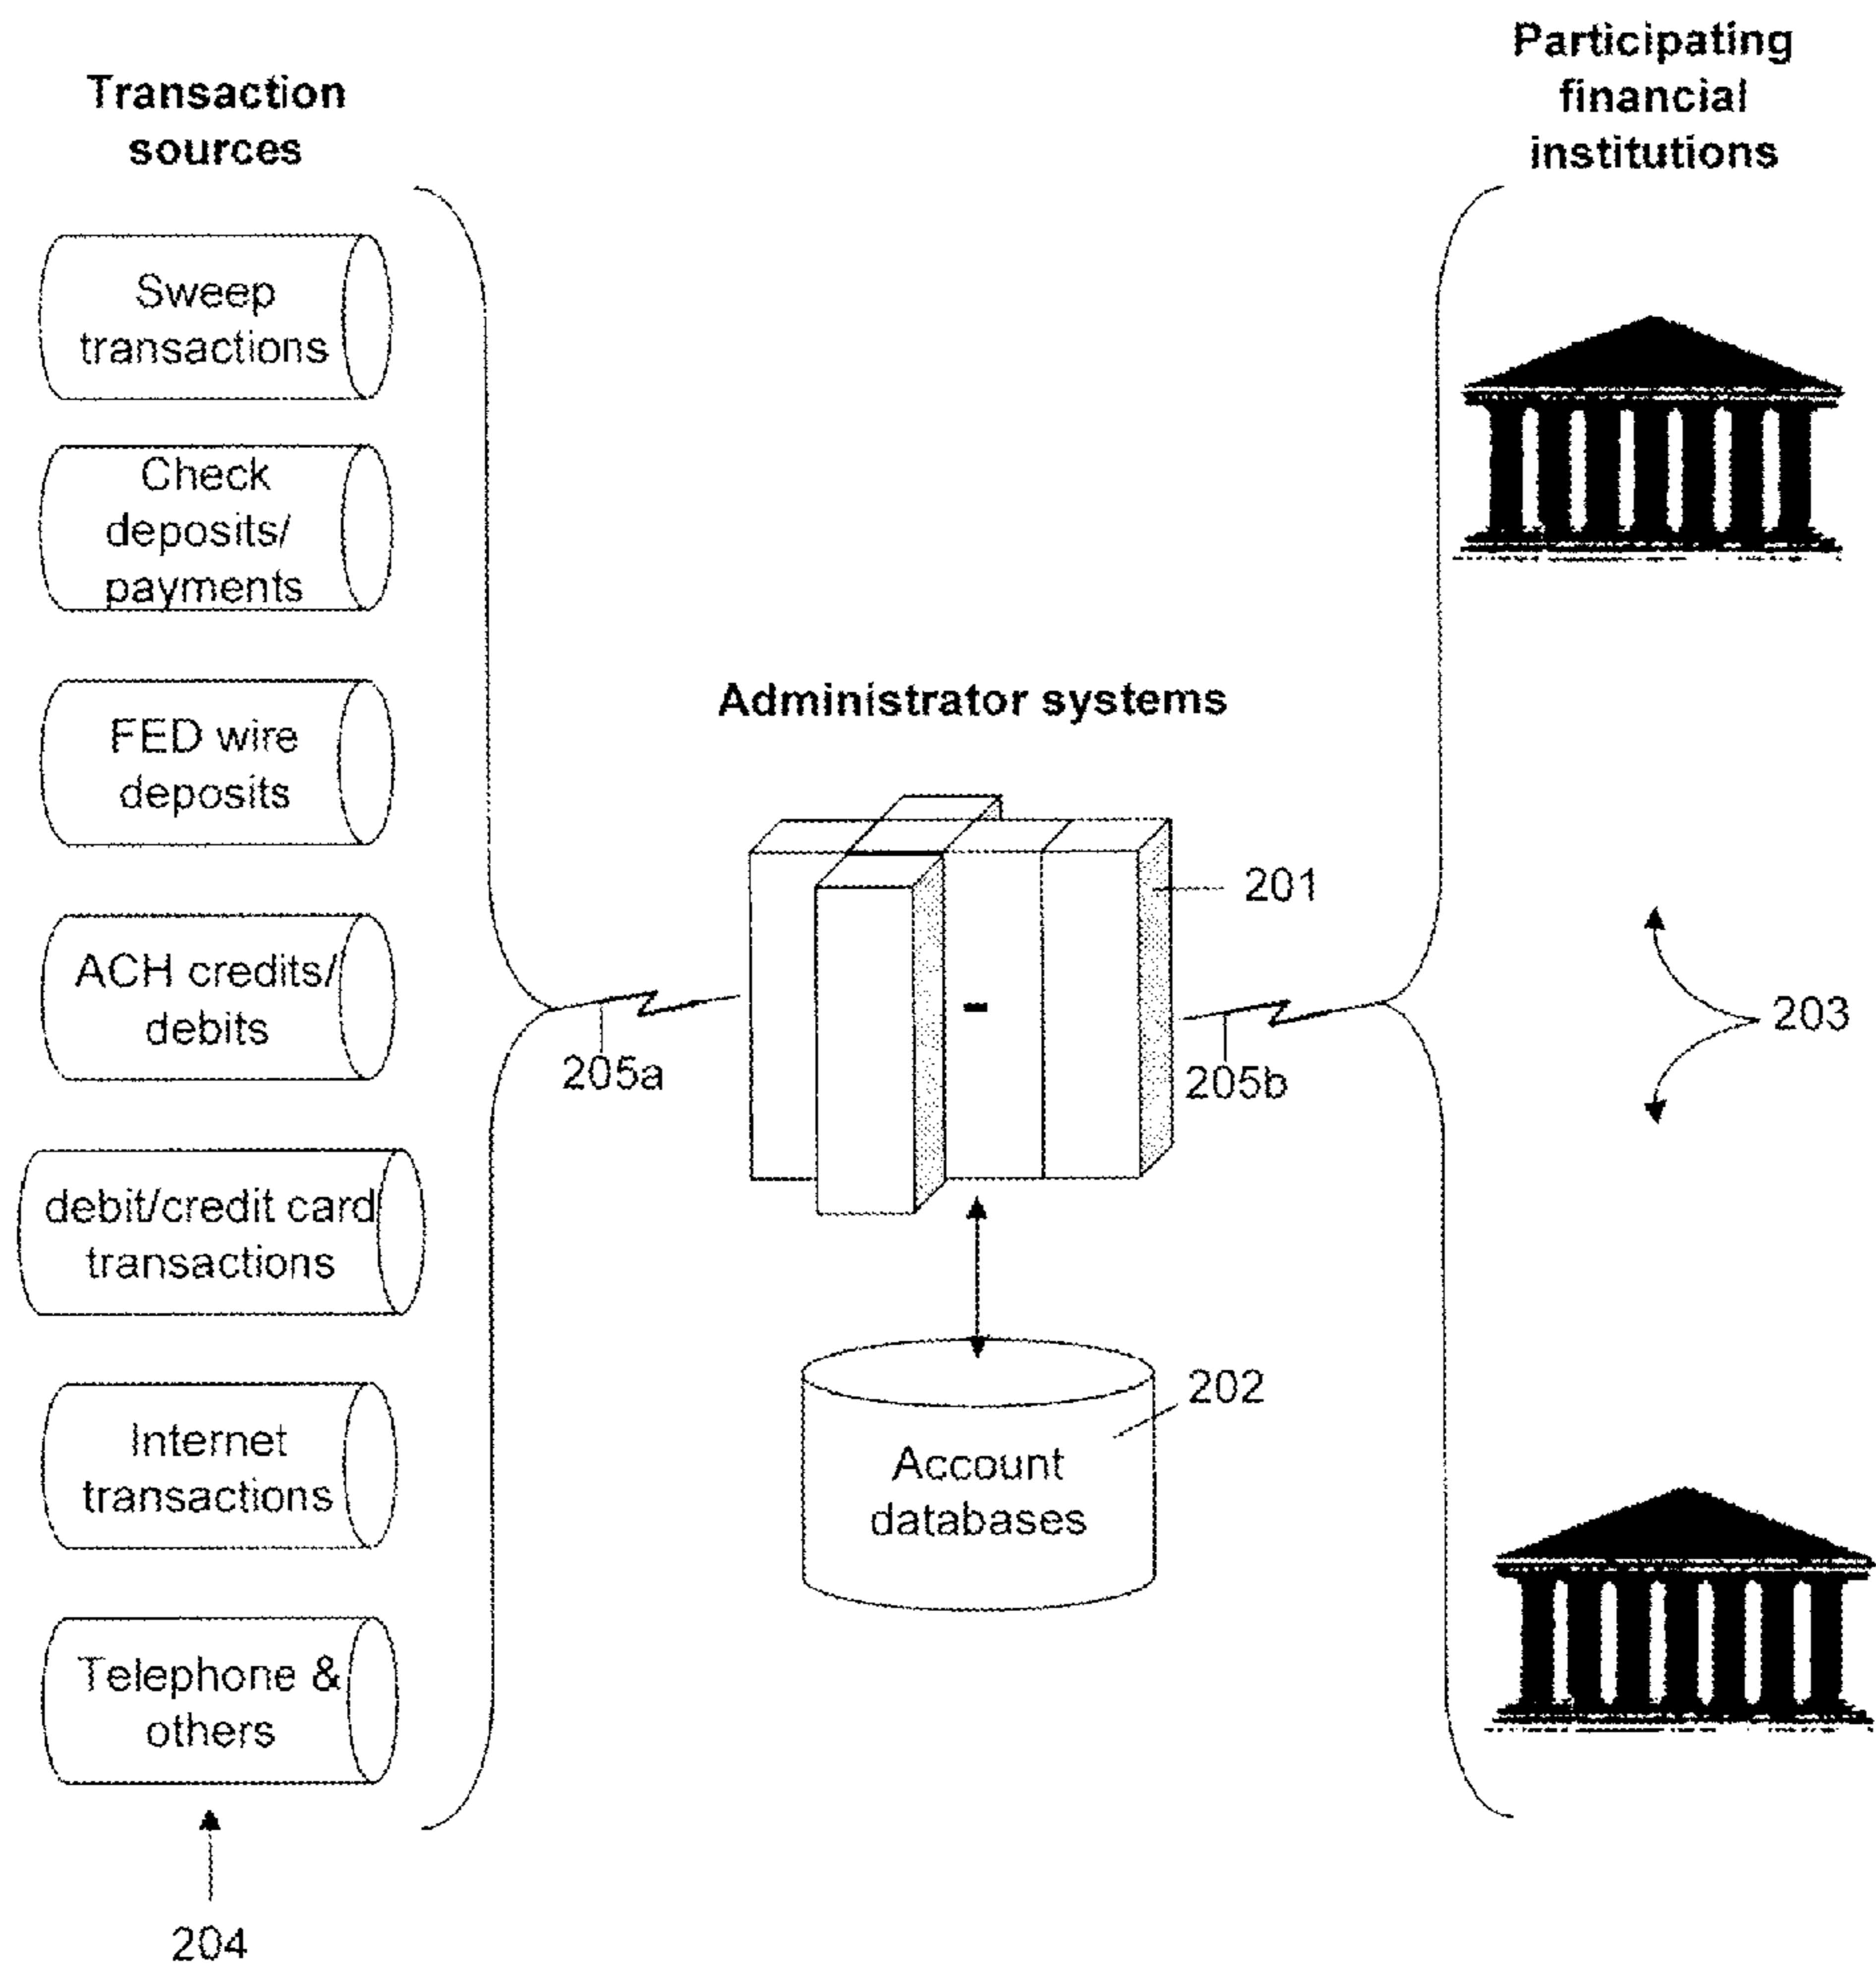 Transaction
sources
Sweep
transactions
Check
deposits/
payments
FED wire
deposits
ACH credits/
debits
debit/credit card
transactions
Internet
transactions
Telephone &
others
204
205a
Administrator systems
201
205b
202
Account
databases
Participating
financial
institutions
203